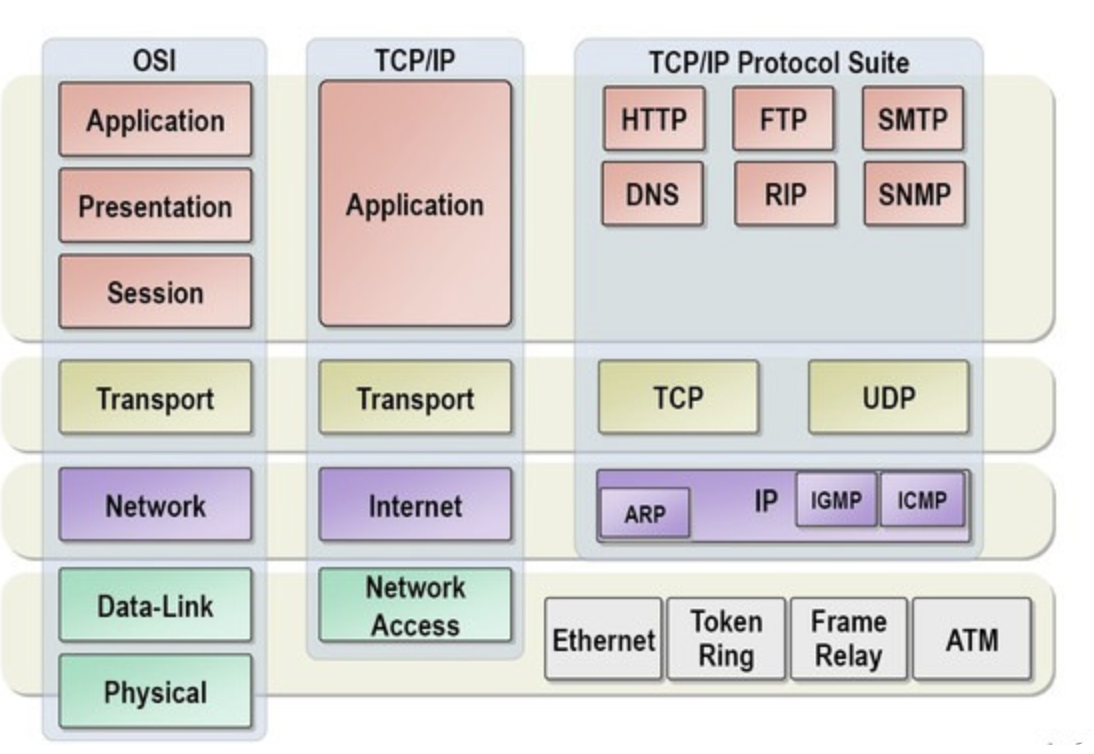 OSI
TCP/IP
TCP/IP Protocol Suite
Application
Presentation
Session
Application
HTTP
FTP
SMTP
DNS
RIP
SNMP
Transport
Transport
TCP
UDP
Network
Internet
ARP
IP
IGMP
ICMP
Data-Link
Physical
Network
Access
Ethernet
Token
Ring
Frame
Relay
ATM